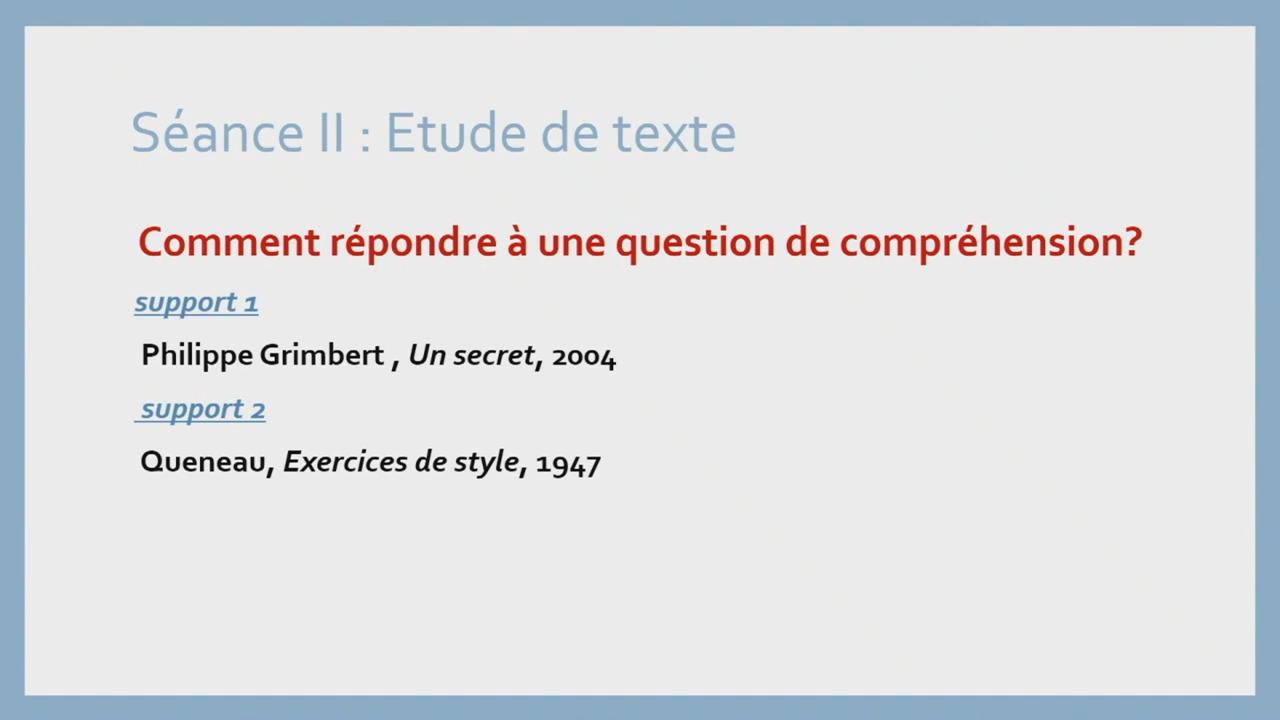 Séance II : Etude de texte
Comment répondre à une question de compréhension?
support 1
Philippe Grimbert , Un secret, 2004
support 2
Queneau, Exercices de style, 1947